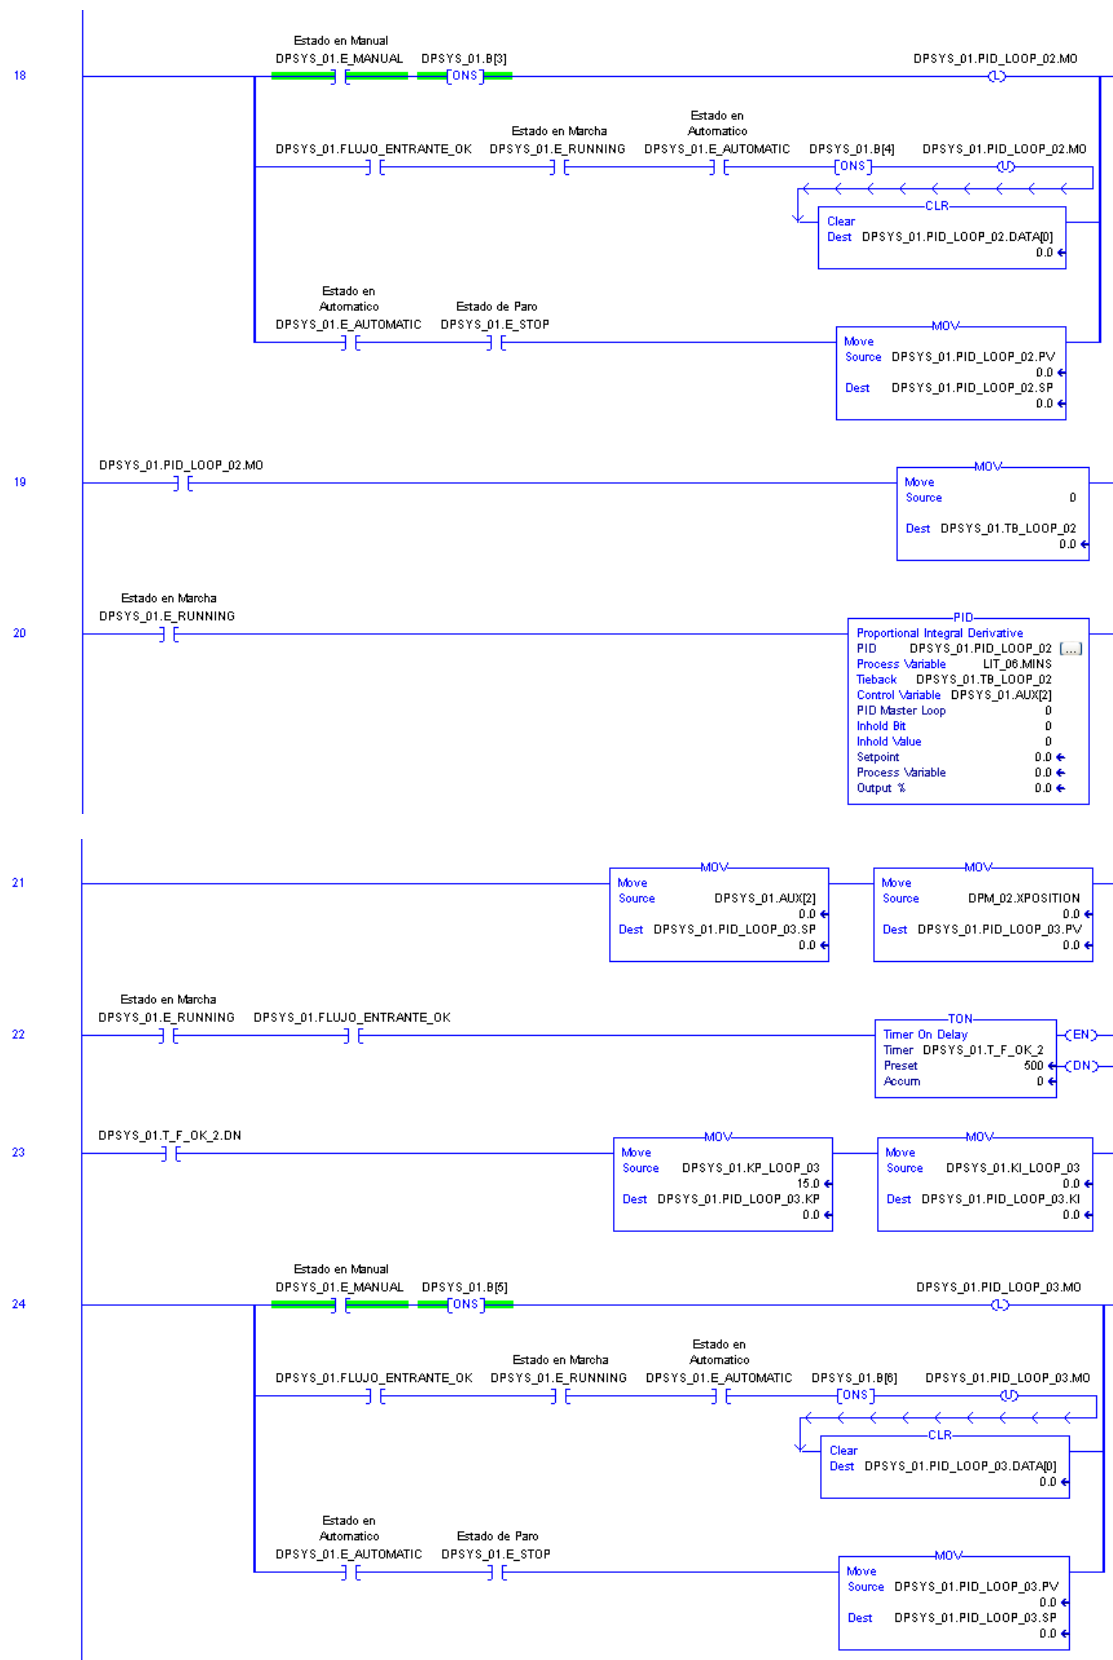 Estado en Manual
DPSYS_01.E_MANUAL DPSYS_01.B[3] DPSYS_01.PID_LOOP_02.MO
18 ONS L
Estado en
Estado en Marcha Automatico
DPSYS_01.FLUJO_ENTRANTE_OK DPSYS_01.E_RUNNING DPSYS_01.E_AUTOMATIC DPSYS_01.B[4] DPSYS_01.PID_LOOP_02.MO
ONS U
CLR
Clear
Dest DPSYS_01.PID_LOOP_02.DATA[0]
0.0
Estado en
Automatico Estado de Paro
DPSYS_01.E_AUTOMATIC DPSYS_01.E_STOP
MOV
Move
Source DPSYS_01.PID_LOOP_02.PV
0.0
Dest DPSYS_01.PID_LOOP_02.SP
0.0
DPSYS_01.PID_LOOP_02.MO
19
MOV
Move
Source 0
Dest DPSYS_01.TB_LOOP_02
0.0
Estado en Marcha
DPSYS_01.E_RUNNING
20
PID
Proportional Integral Derivative
PID DPSYS_01.PID_LOOP_02 ...
Process Variable LIT_06.MINS
Tieback DPSYS_01.TB_LOOP_02
Control Variable DPSYS_01.AUX[2]
PID Master Loop 0
Inhold Bit 0
Inhold Value 0
Setpoint 0.0
Process Variable 0.0
Output % 0.0
21
MOV MOV
Move Move
Source DPSYS_01.AUX[2] Source DPM_02.XPOSITION
0.0 0.0
Dest DPSYS_01.PID_LOOP_03.SP Dest DPSYS_01.PID_LOOP_03.PV
0.0 0.0
Estado en Marcha
DPSYS_01.E_RUNNING DPSYS_01.FLUJO_ENTRANTE_OK
22
TON
Timer On Delay EN
Timer DPSYS_01.T_F_OK_2
Preset 500 DN
Accum 0
DPSYS_01.T_F_OK_2.DN
23
MOV MOV
Move Move
Source DPSYS_01.KP_LOOP_03 Source DPSYS_01.KI_LOOP_03
15.0 0.0
Dest DPSYS_01.PID_LOOP_03.KP Dest DPSYS_01.PID_LOOP_03.KI
0.0 0.0
Estado en Manual
DPSYS_01.E_MANUAL DPSYS_01.B[5] DPSYS_01.PID_LOOP_03.MO
24 ONS L
Estado en
Estado en Marcha Automatico
DPSYS_01.FLUJO_ENTRANTE_OK DPSYS_01.E_RUNNING DPSYS_01.E_AUTOMATIC DPSYS_01.B[6] DPSYS_01.PID_LOOP_03.MO
ONS U
CLR
Clear
Dest DPSYS_01.PID_LOOP_03.DATA[0]
0.0
Estado en
Automatico Estado de Paro
DPSYS_01.E_AUTOMATIC DPSYS_01.E_STOP
MOV
Move
Source DPSYS_01.PID_LOOP_03.PV
0.0
Dest DPSYS_01.PID_LOOP_03.SP
0.0